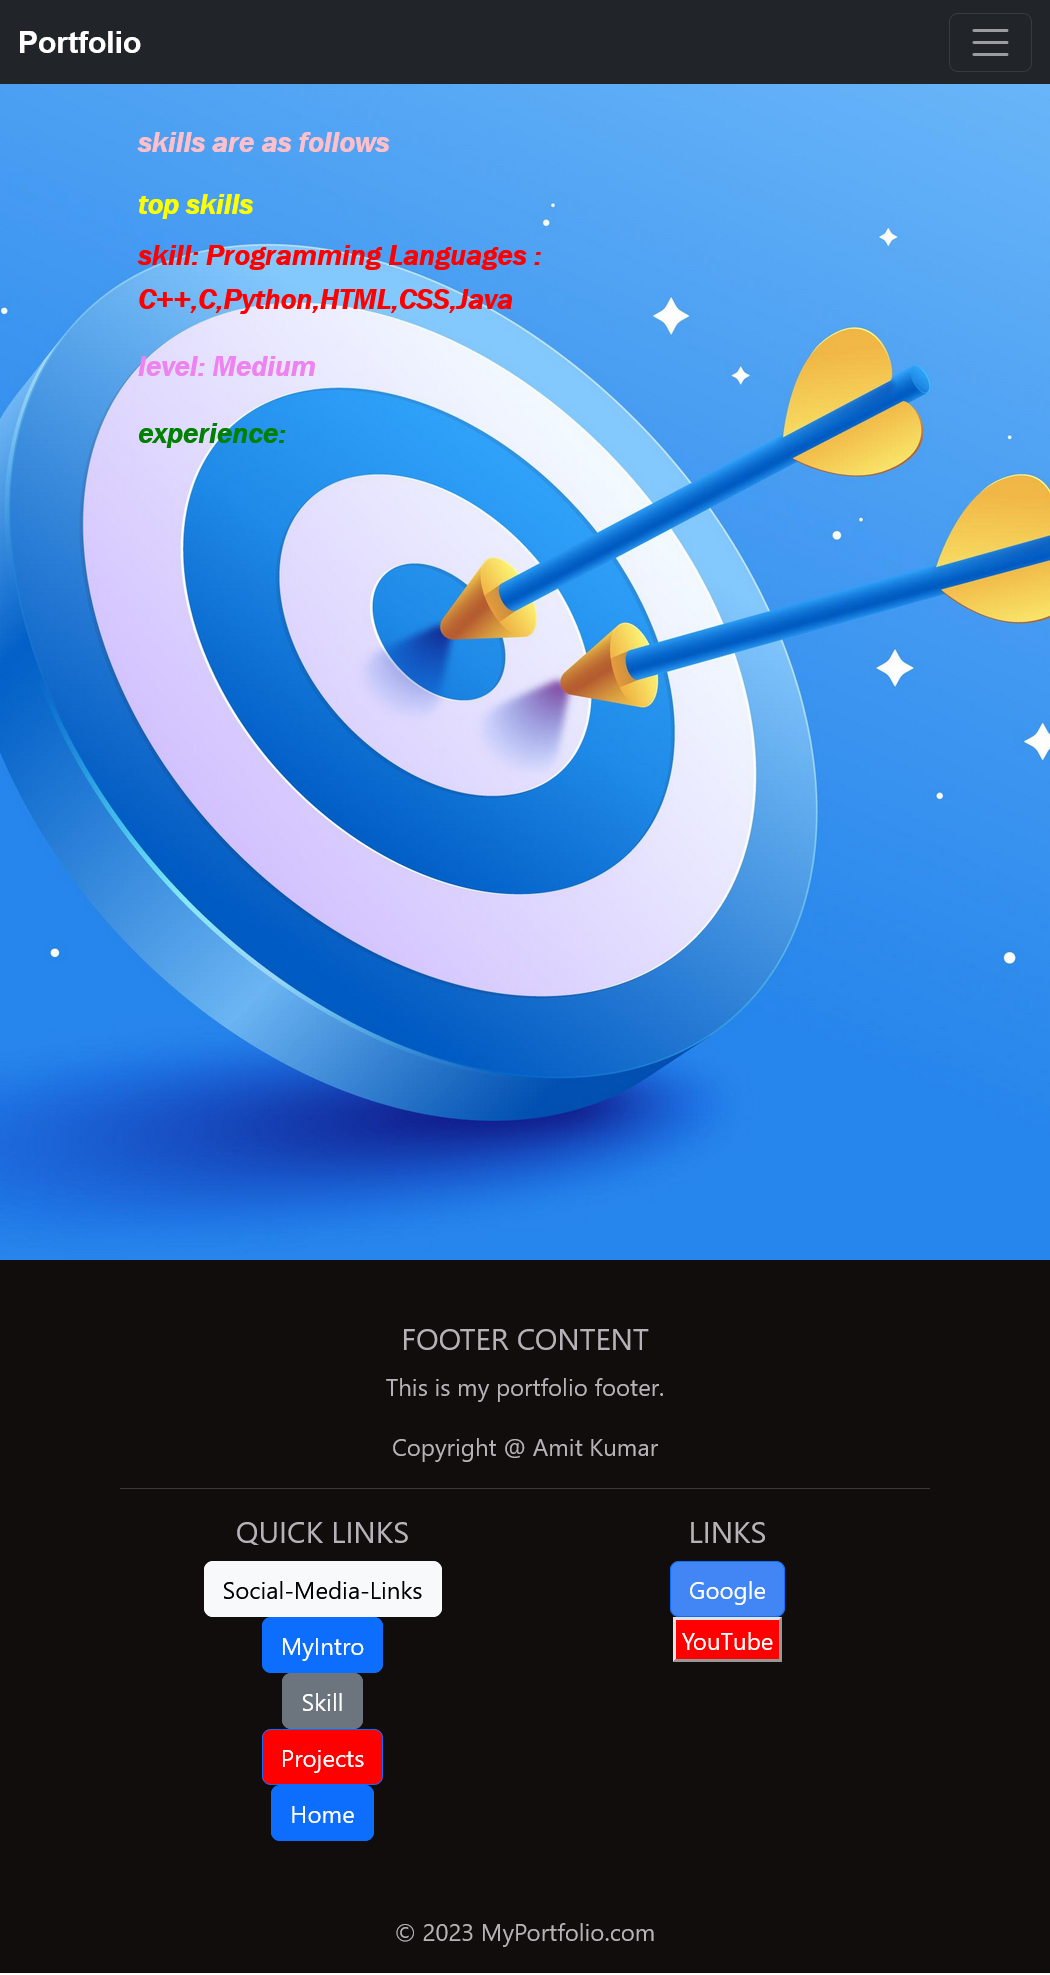 Portfolio
skills are as follows
top skills
skill: Programming Languages :
C++,C,Python,HTML,CSS,Java
level: Medium
experience:
FOOTER CONTENT
This is my portfolio footer.
Copyright @ Amit Kumar
QUICK LINKS
Social-Media-Links
MyIntro
Skill
Projects
Home
LINKS
Google
YouTube
© 2023 MyPortfolio.com